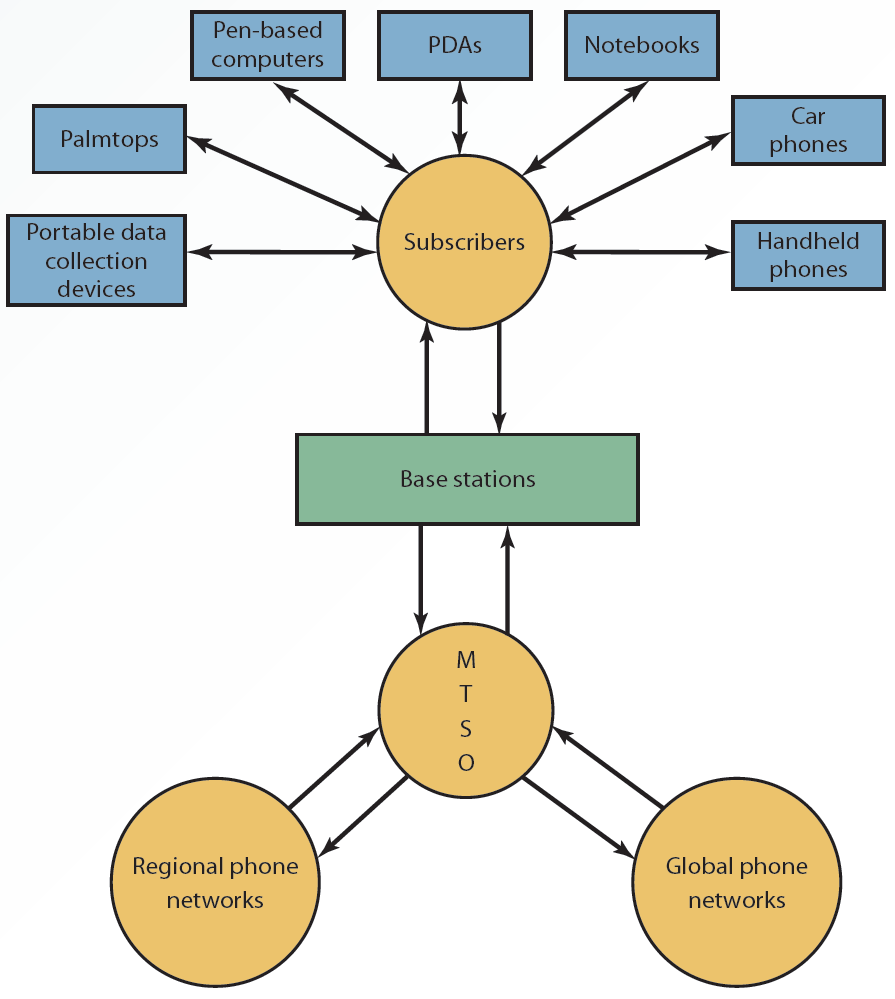 Pen-based
computers
PDAs
Notebooks
Palmtops
Car
phones
Portable data
collection
devices
Subscribers
Handheld
phones
Base stations
M
T
S
O
Regional phone
networks
Global phone
networks